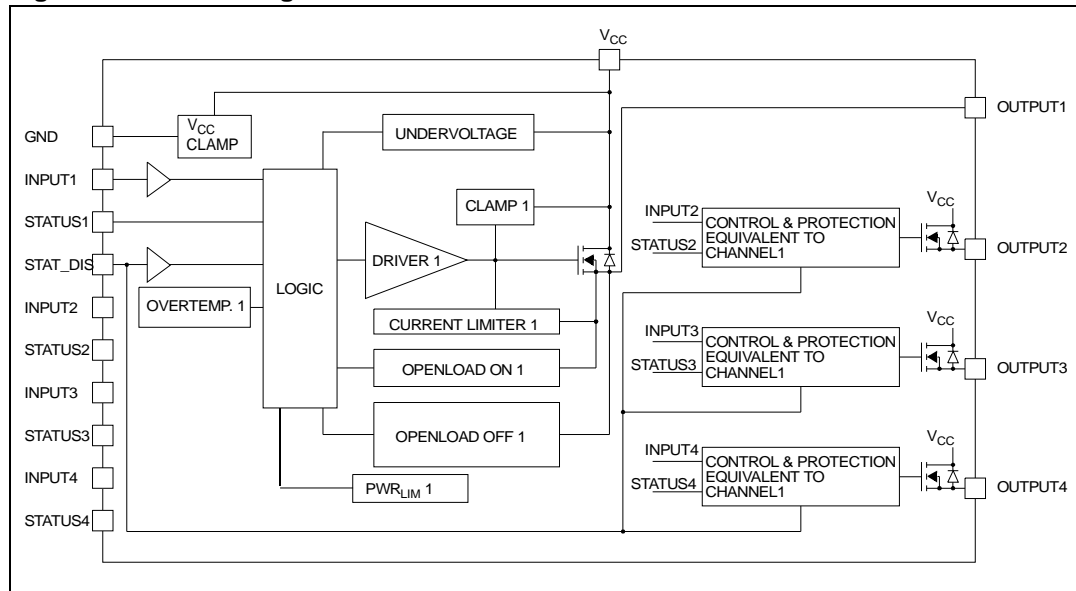 VCC
GND
VCC
CLAMP
UNDERVOLTAGE
OUTPUT1
INPUT1
CLAMP 1
STATUS1
STAT_DIS
LOGIC
DRIVER 1
OVERTEMP. 1
CURRENT LIMITER 1
OPENLOAD ON 1
OPENLOAD OFF 1
PWRLIM 1
INPUT2
STATUS2
INPUT3
STATUS3
INPUT4
STATUS4
INPUT2
STATUS2
CONTROL & PROTECTION
EQUIVALENT TO
CHANNEL1
VCC
OUTPUT2
INPUT3
STATUS3
CONTROL & PROTECTION
EQUIVALENT TO
CHANNEL1
VCC
OUTPUT3
INPUT4
STATUS4
CONTROL & PROTECTION
EQUIVALENT TO
CHANNEL1
VCC
OUTPUT4